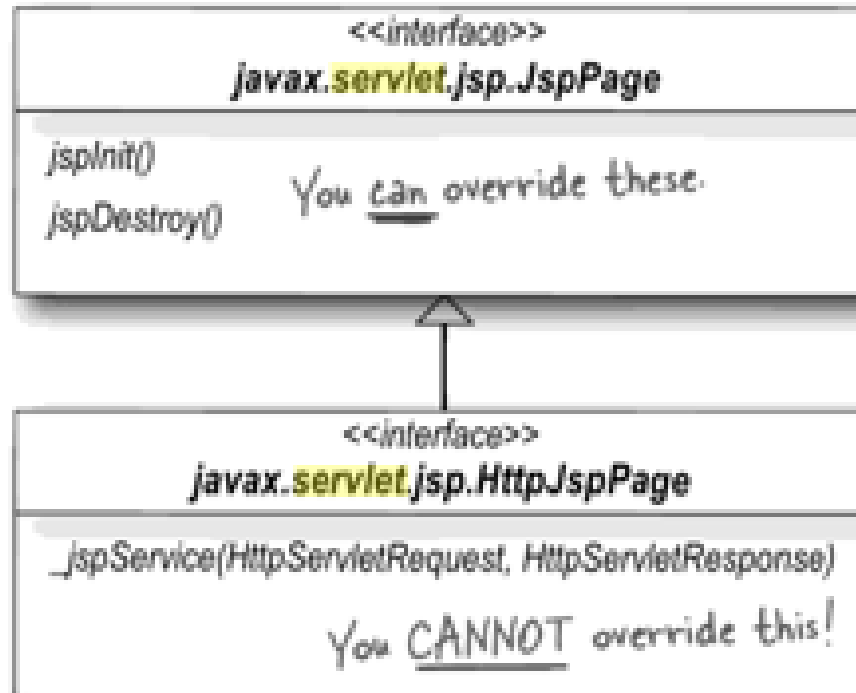 <<interface>>
javax.servlet.jsp.JspPage
jspInit()
You can override these.
jspDestroy()
<<interface>>
javax.servlet.jsp.HttpJspPage
_jspService(HttpServletRequest, HttpServletResponse)
You CANNOT override this!